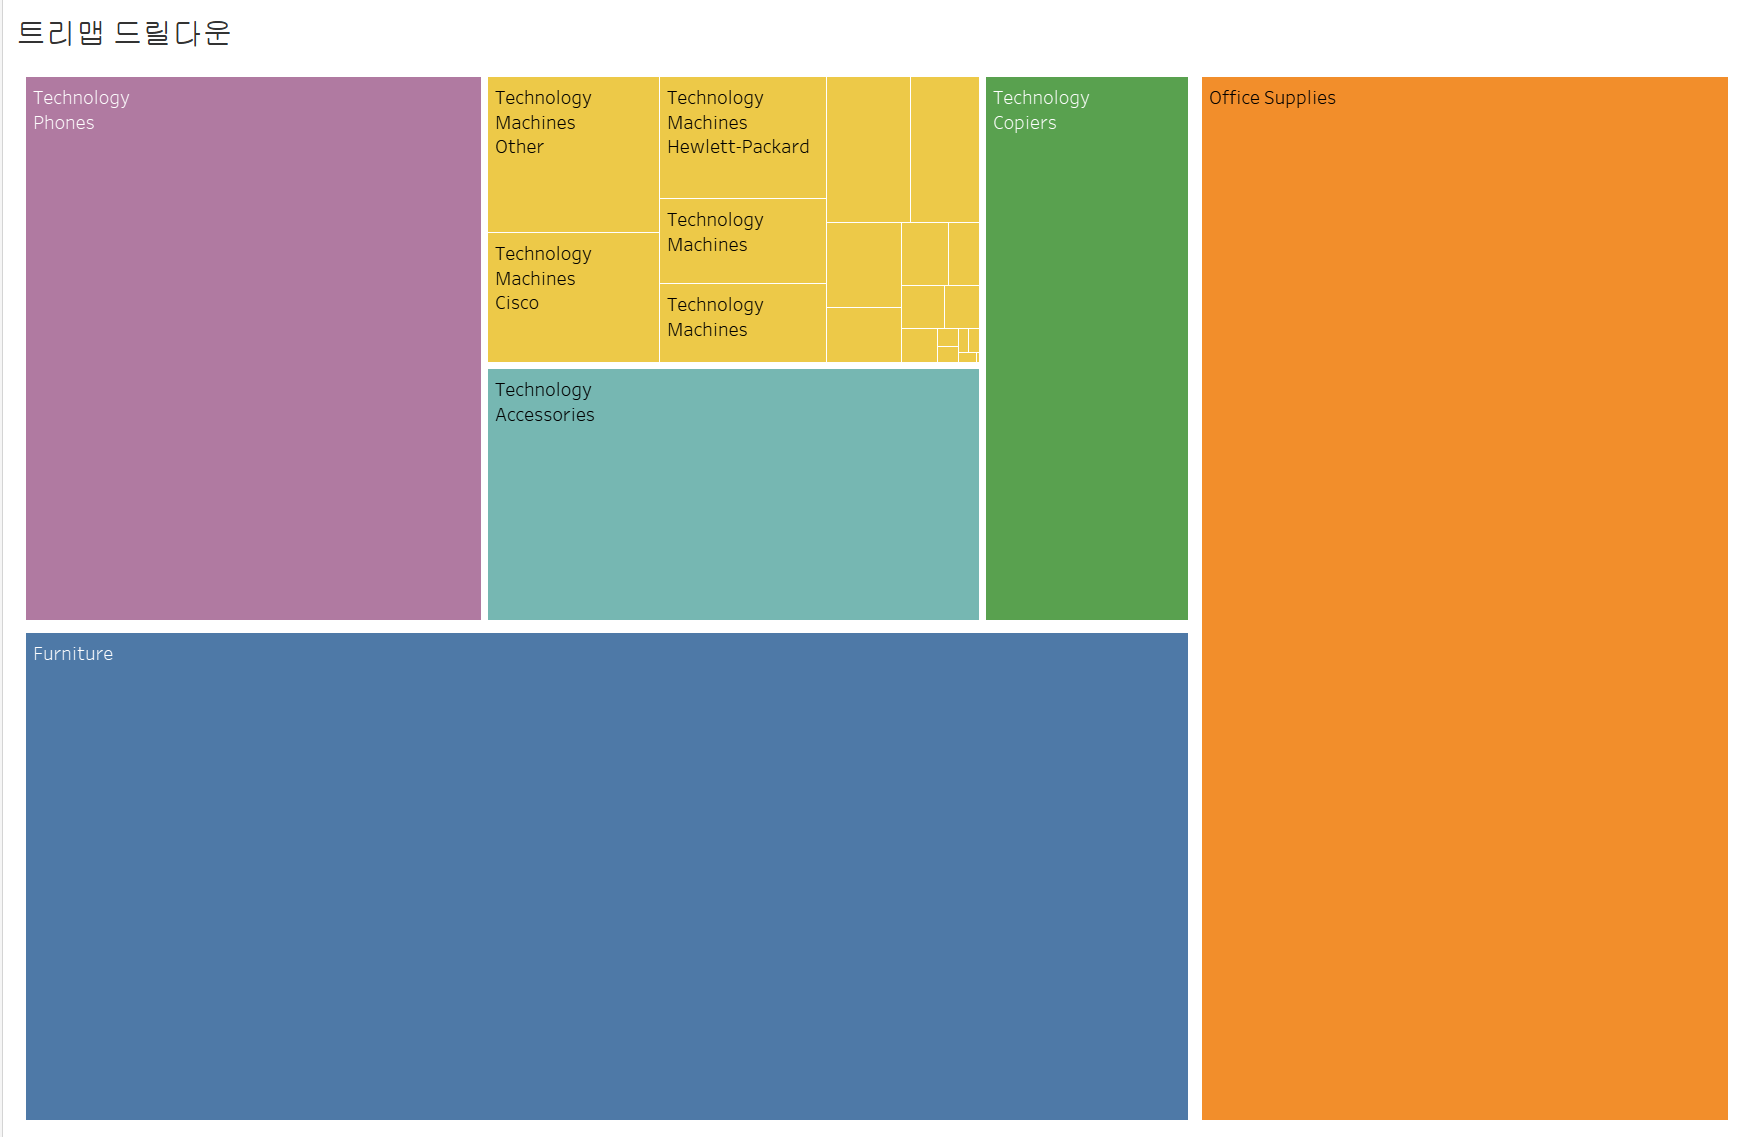 트리맵 드릴다운
Technology
Phones
Technology
Machines
Other
Technology
Machines
Hewlett-Packard
Technology
Machines
Technology
Machines
Technology
Machines
Cisco
Technology
Accessories
Technology
Copiers
Office Supplies
Furniture